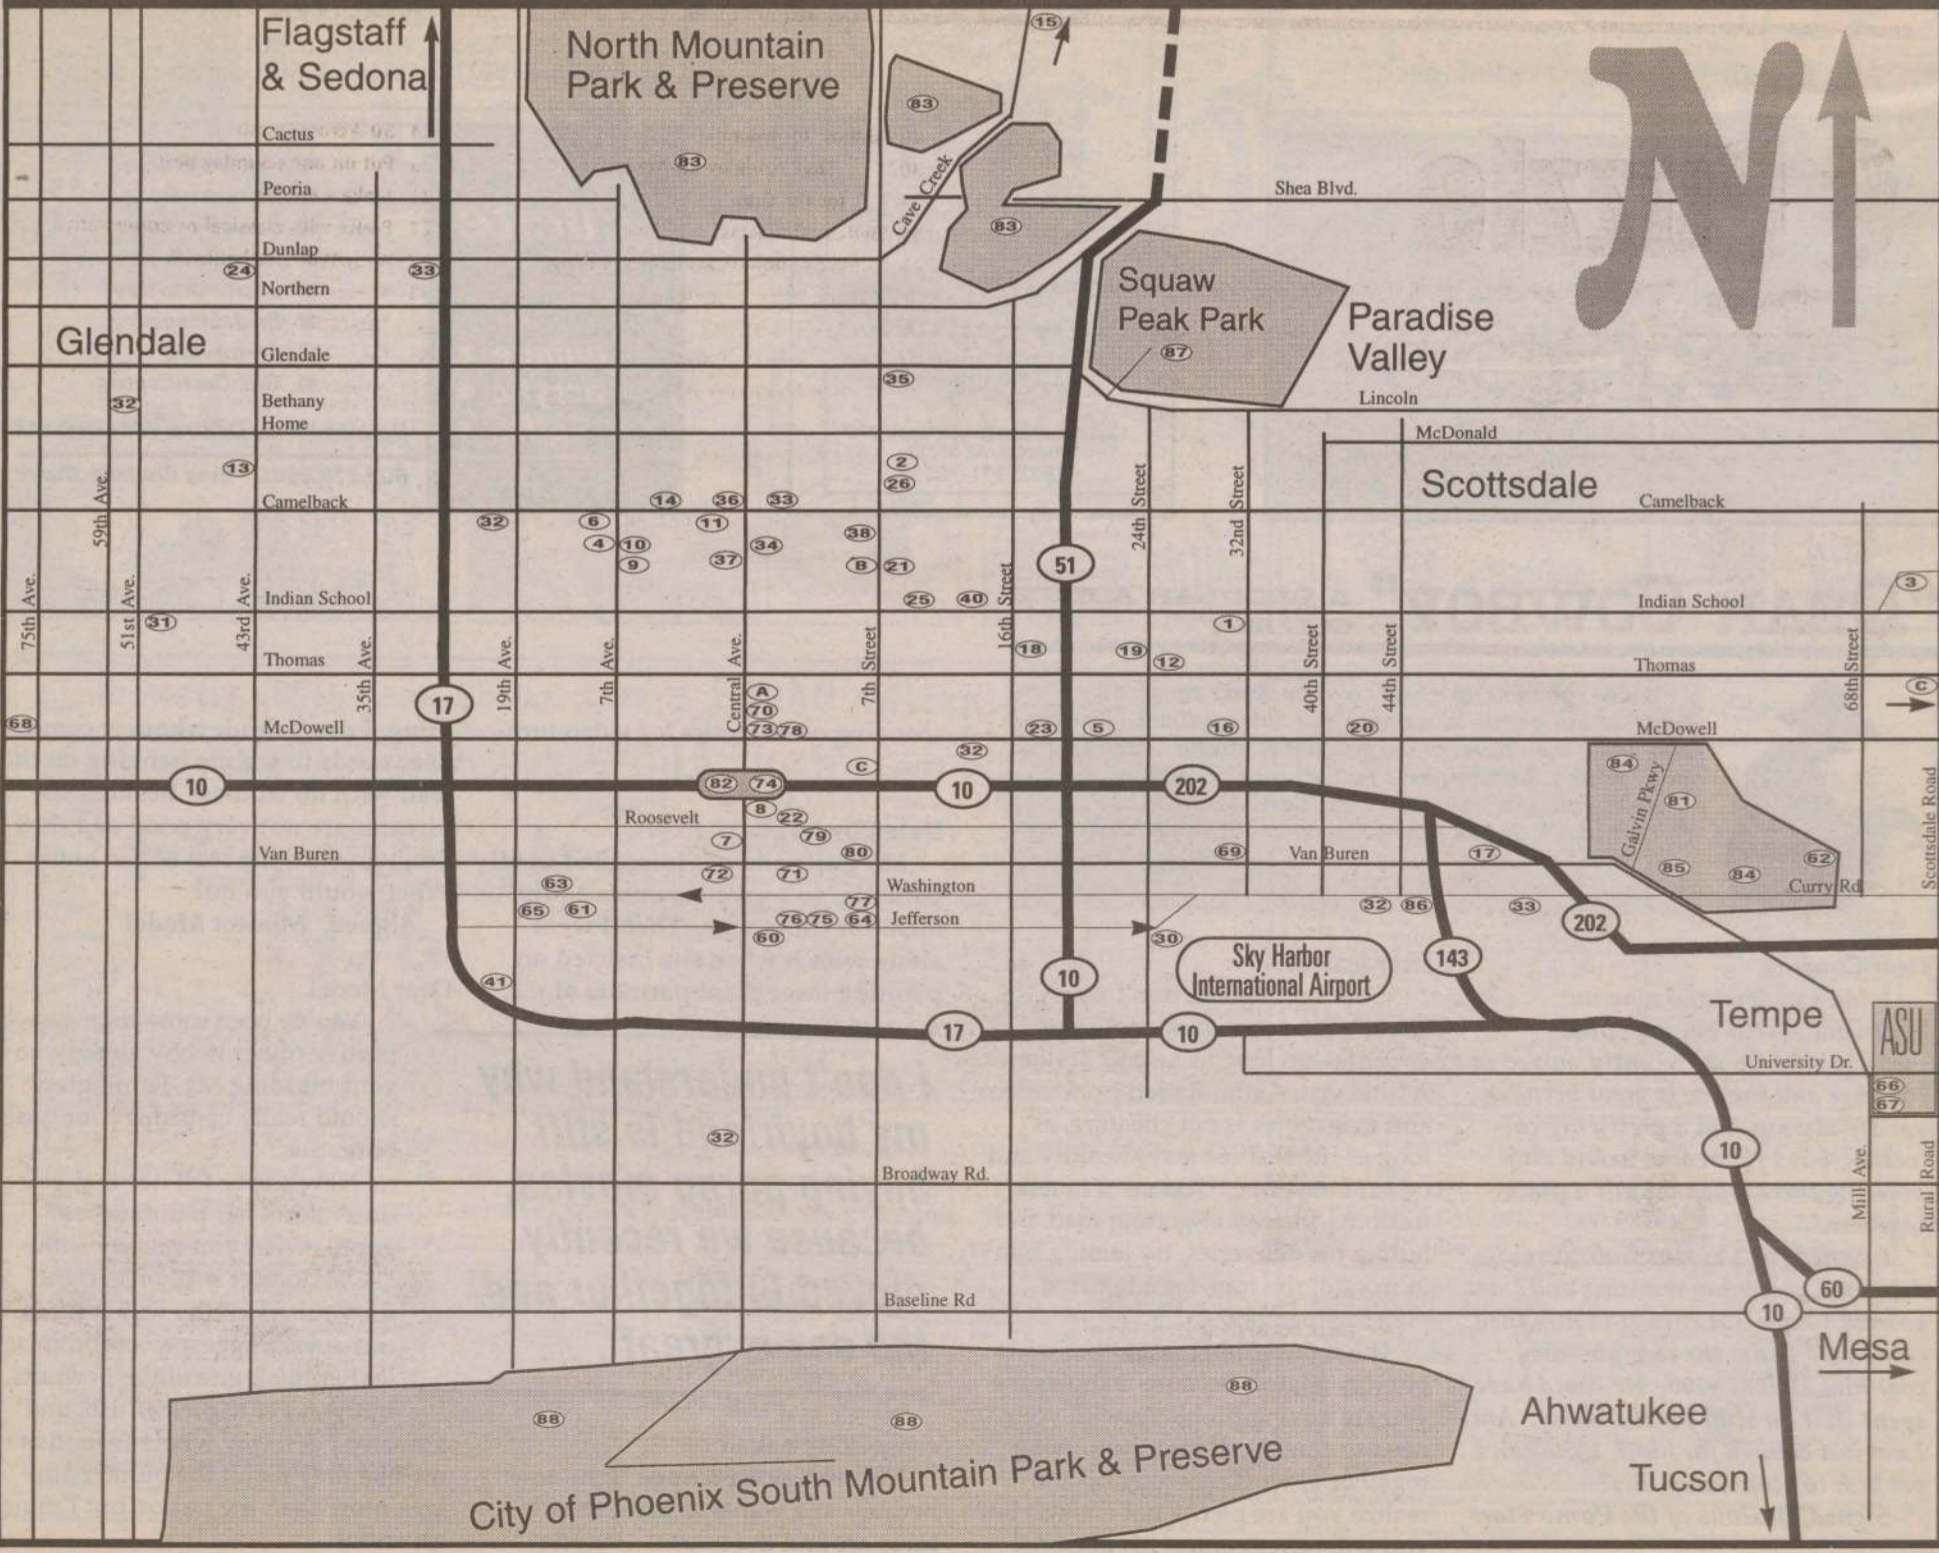 Flagstaff
& Sedona
North Mountain
Park & Preserve
15
N
83
83
Cactus
83
Peoria
Cave Creek
Shea Blvd.
83
Dunlap
24
33
Northern
Squaw
Peak Park
87
Paradise
Valley
Glendale
Glendale
35
Bethany
Home
32
Lincoln
McDonald
13
2
26
Scottsdale
Camelback
14
36
33
Camelback
59th Ave.
32
6
11
38
24th Street
32nd Street
4
10
34
9
37
B
21
51
3
75th Ave.
51st Ave.
43rd Ave.
Indian School
25
40
16th Street
Indian School
31
1
18
19
12
Thomas
Thomas
35th Ave.
19th Ave.
7th Ave.
Central Ave.
7th Street
40th Street
44th Street
68th Street
17
A
70
C
68
McDowell
73
78
23
5
16
20
McDowell
32
C
84
10
82
74
10
202
Galvin Pkwy
81
Roosevelt
8
22
7
79
Van Buren
80
69
Van Buren
17
62
72
71
85
84
Scottsdale Road
63
Washington
Curry Rd
65
61
77
32
86
33
76
75
64
Jefferson
202
60
30
41
10
Sky Harbor
International Airport
143
17
10
Tempe
ASU
University Dr.
66
67
32
10
Broadway Rd.
Mill Ave.
Rural Road
60
Baseline Rd
10
Mesa
88
88
88
Ahwatukee
City of Phoenix South Mountain Park & Preserve
Tucson